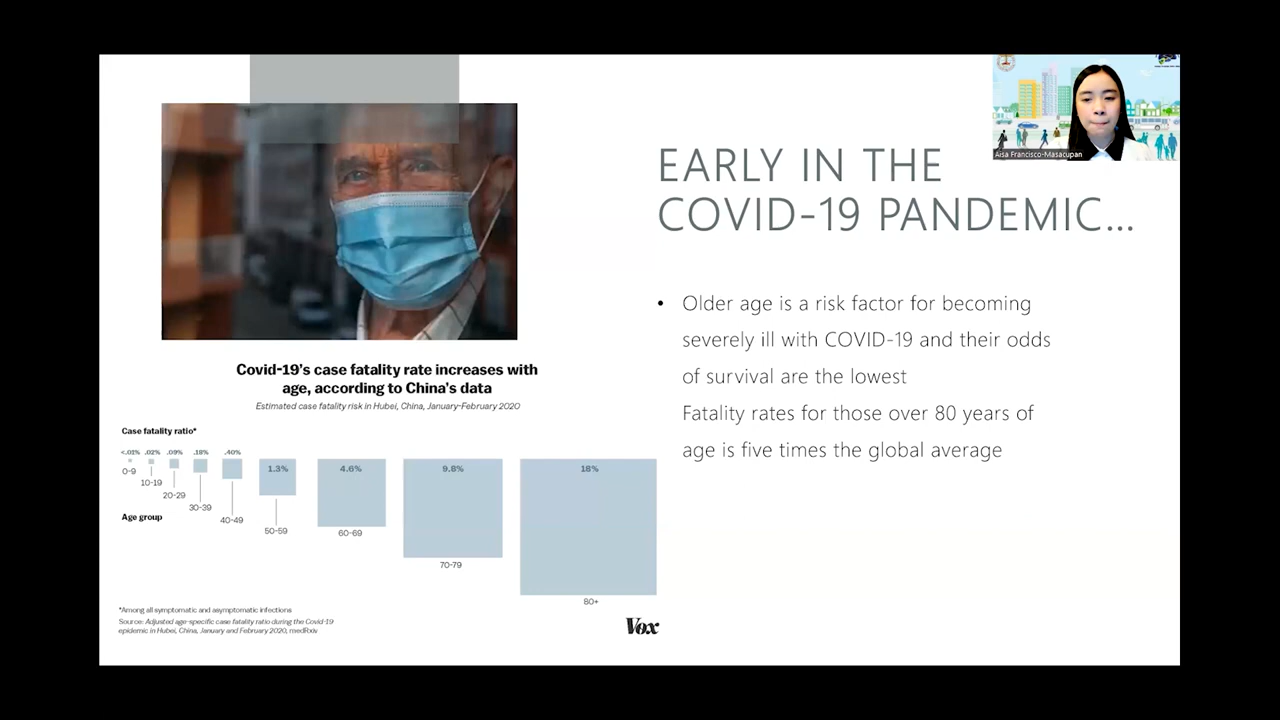 Aisa Francisco-Masacupan
EARLY IN THE
COVID-19 PANDEMIC...
• Older age is a risk factor for becoming
severely ill with COVID-19 and their odds
of survival are the lowest
Fatality rates for those over 80 years of
age is five times the global average
Covid-19's case fatality rate increases with
age, according to China's data
Estimated case fatality risk in Hubei, China, January-February 2020
Case fatality ratio*
<.01% .02% .09% .18% .40% 1.3% 4.6% 9.8% 18%
0-9
10-19
20-29
30-39
40-49
50-59
60-69
70-79
80+
Age group
*Among all symptomatic and asymptomatic infections
Source: Adjusted age-specific case fatality ratio during the Covid-19
epidemic in Hubei, China, January and February 2020, medRxiv
Vox